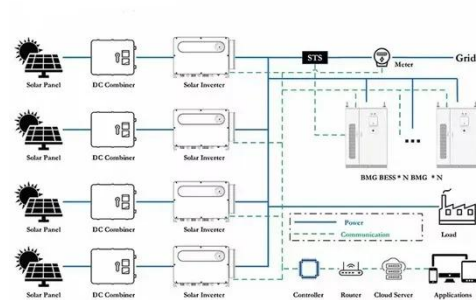 STS
Meter
Grid
Solar Panel
DC Combiner
Solar Inverter
BMG BESS * N BMG * N
Solar Panel
DC Combiner
Solar Inverter
Solar Panel
DC Combiner
Solar Inverter
Power
Communication
Load
Solar Panel
DC Combiner
Solar Inverter
Controller
Router
Cloud Server
Applications